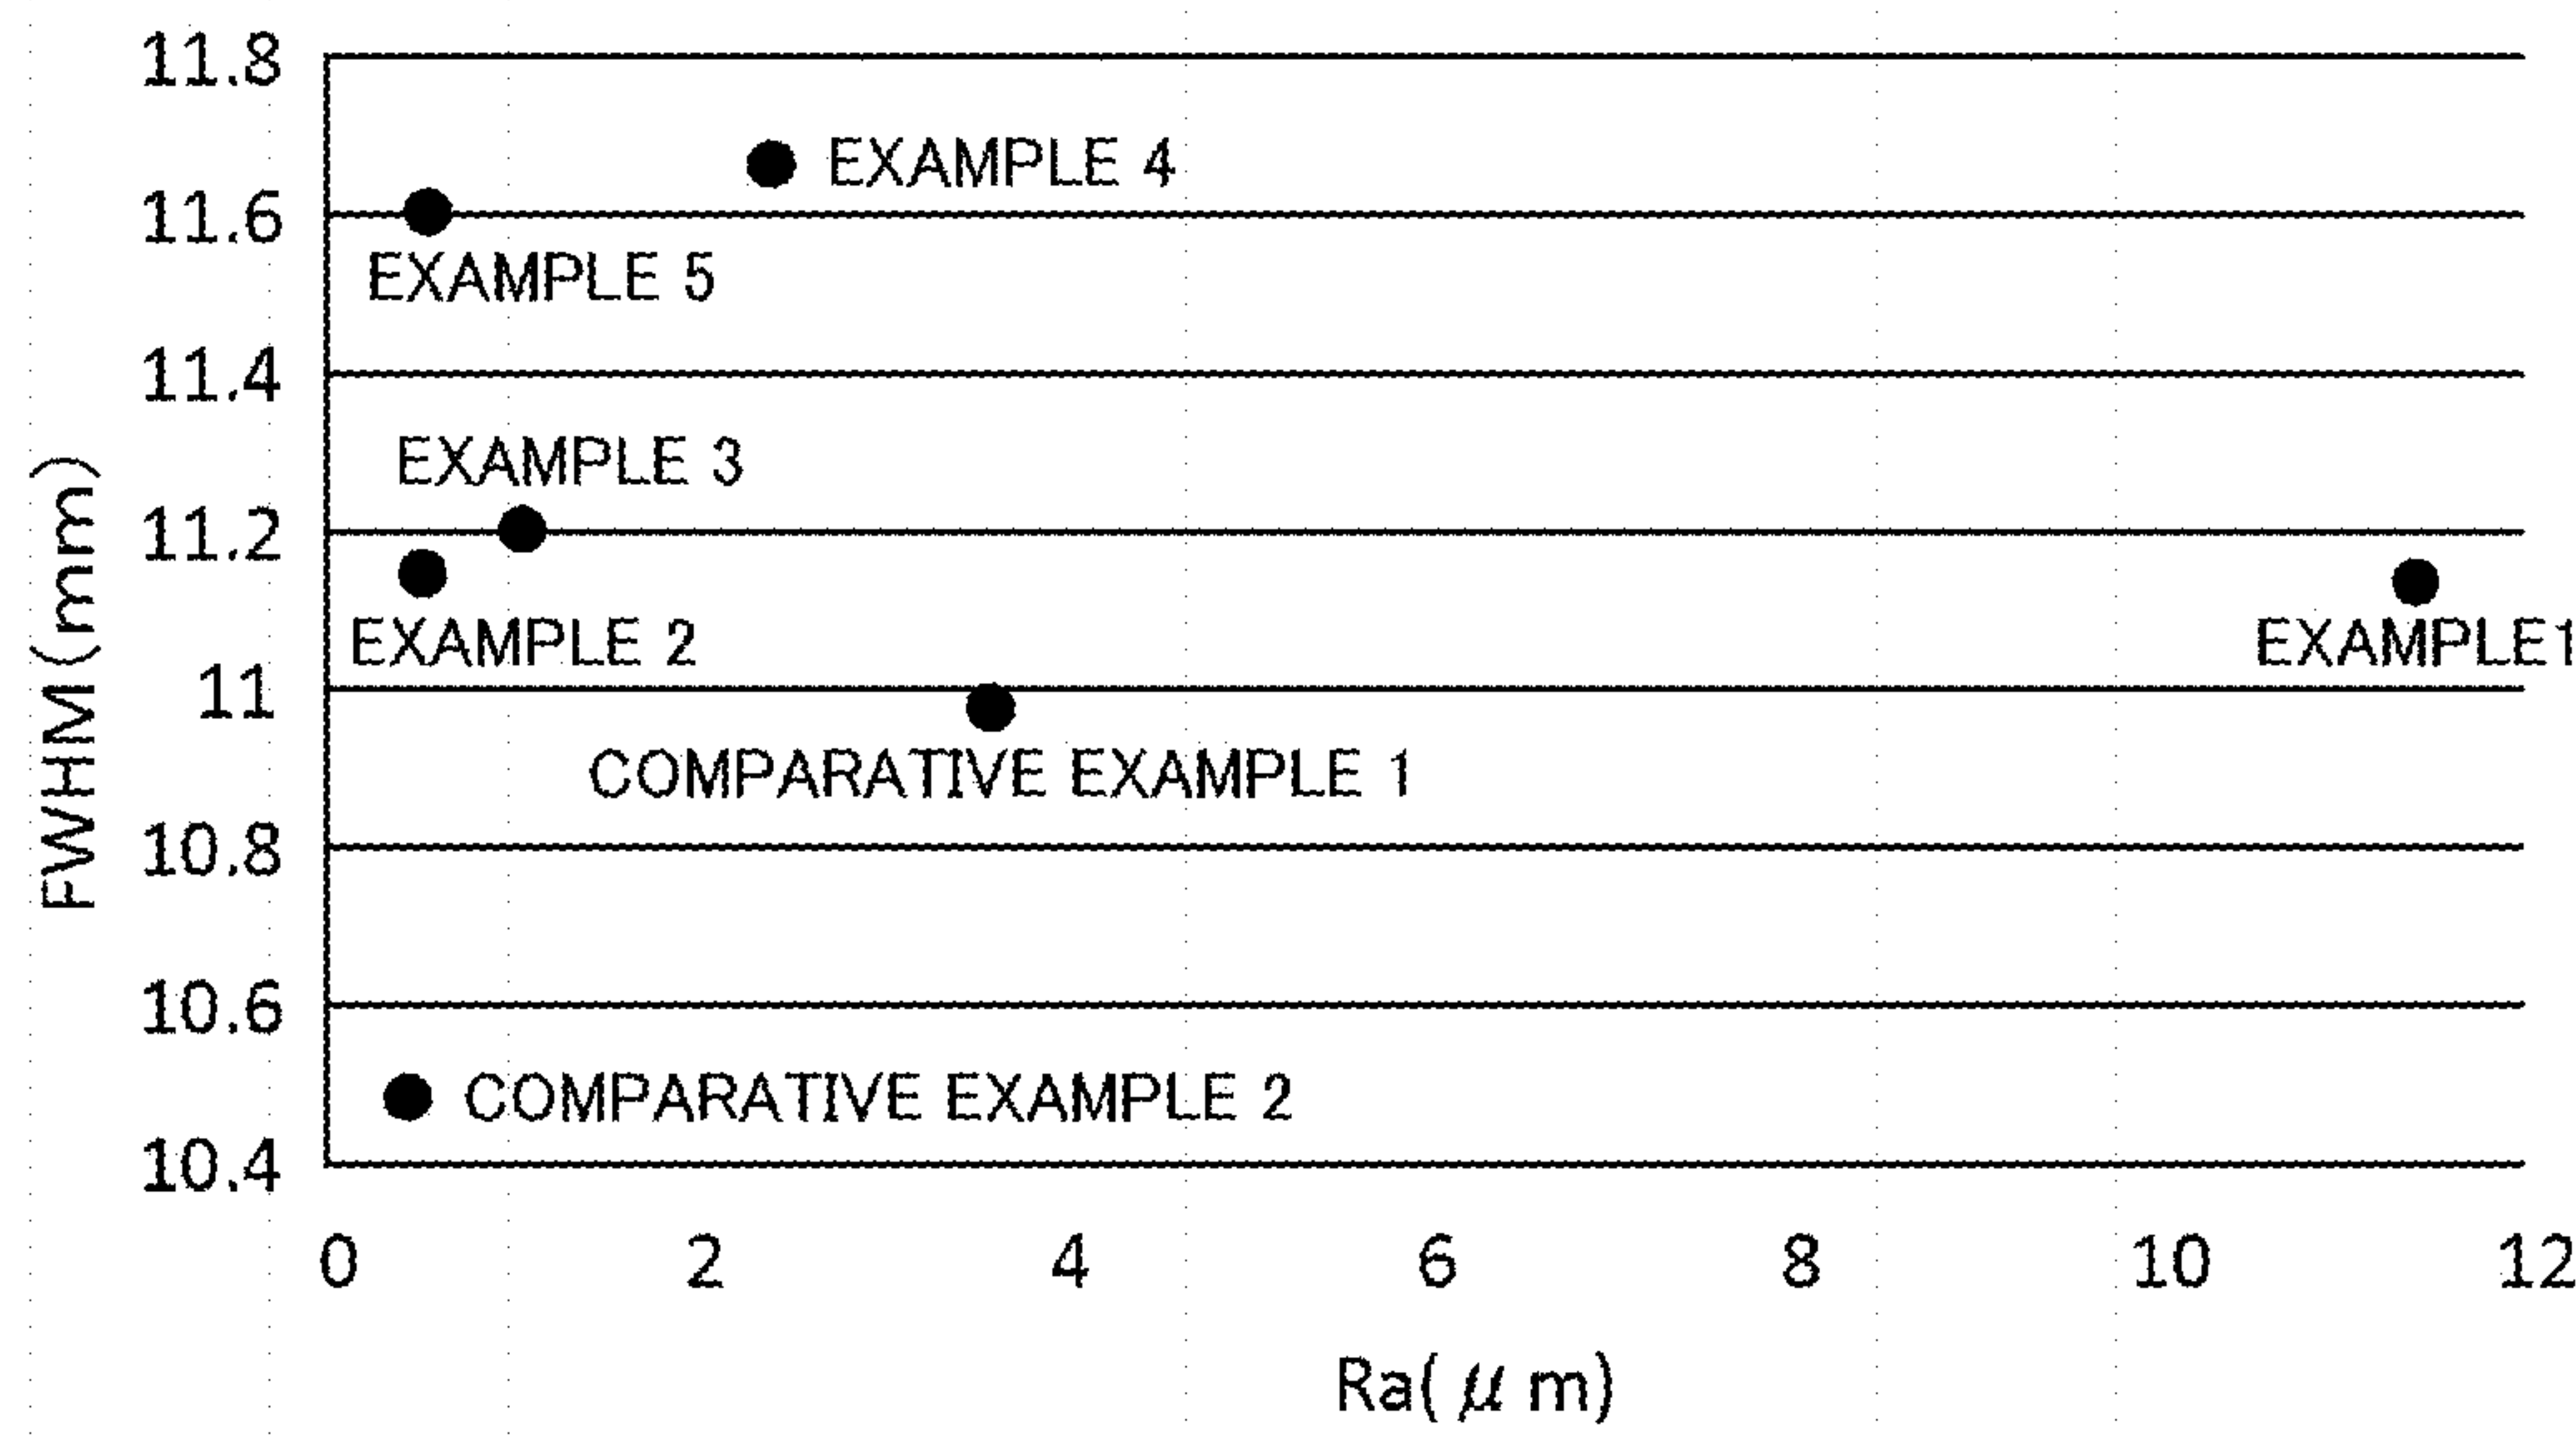 11.8
EXAMPLE 4
11.6
EXAMPLE 5
11.4
EXAMPLE 3
11.2
EXAMPLE 2
EXAMPLE1
11
COMPARATIVE EXAMPLE 1
10.8
10.6
COMPARATIVE EXAMPLE 2
10.4
FWHM(mm)
0 2 4 6 8 10 12
Ra(μm)